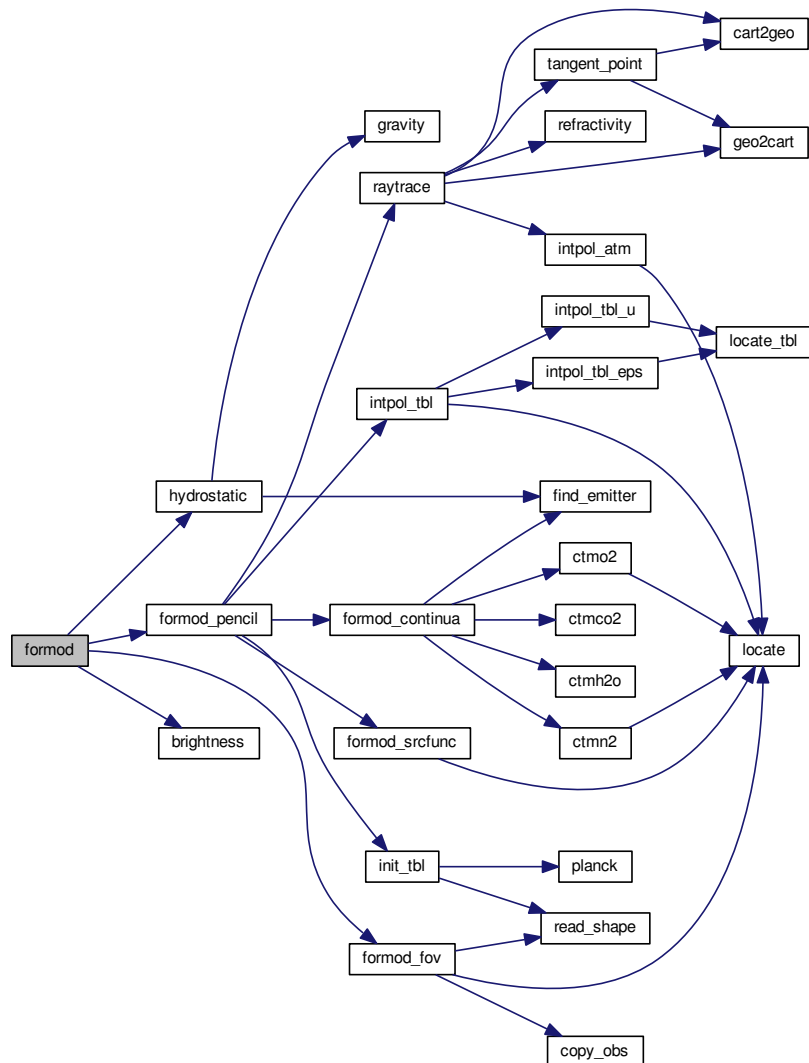 cart2geo
tangent_point
gravity
refractivity
geo2cart
raytrace
intpol_atm
intpol_tbl_u
locate_tbl
intpol_tbl_eps
intpol_tbl
hydrostatic
find_emitter
ctmo2
formod_pencil
formod_continua
ctmco2
formod
locate
ctmh2o
brightness
formod_srcfunc
ctmn2
init_tbl
planck
read_shape
formod_fov
copy_obs